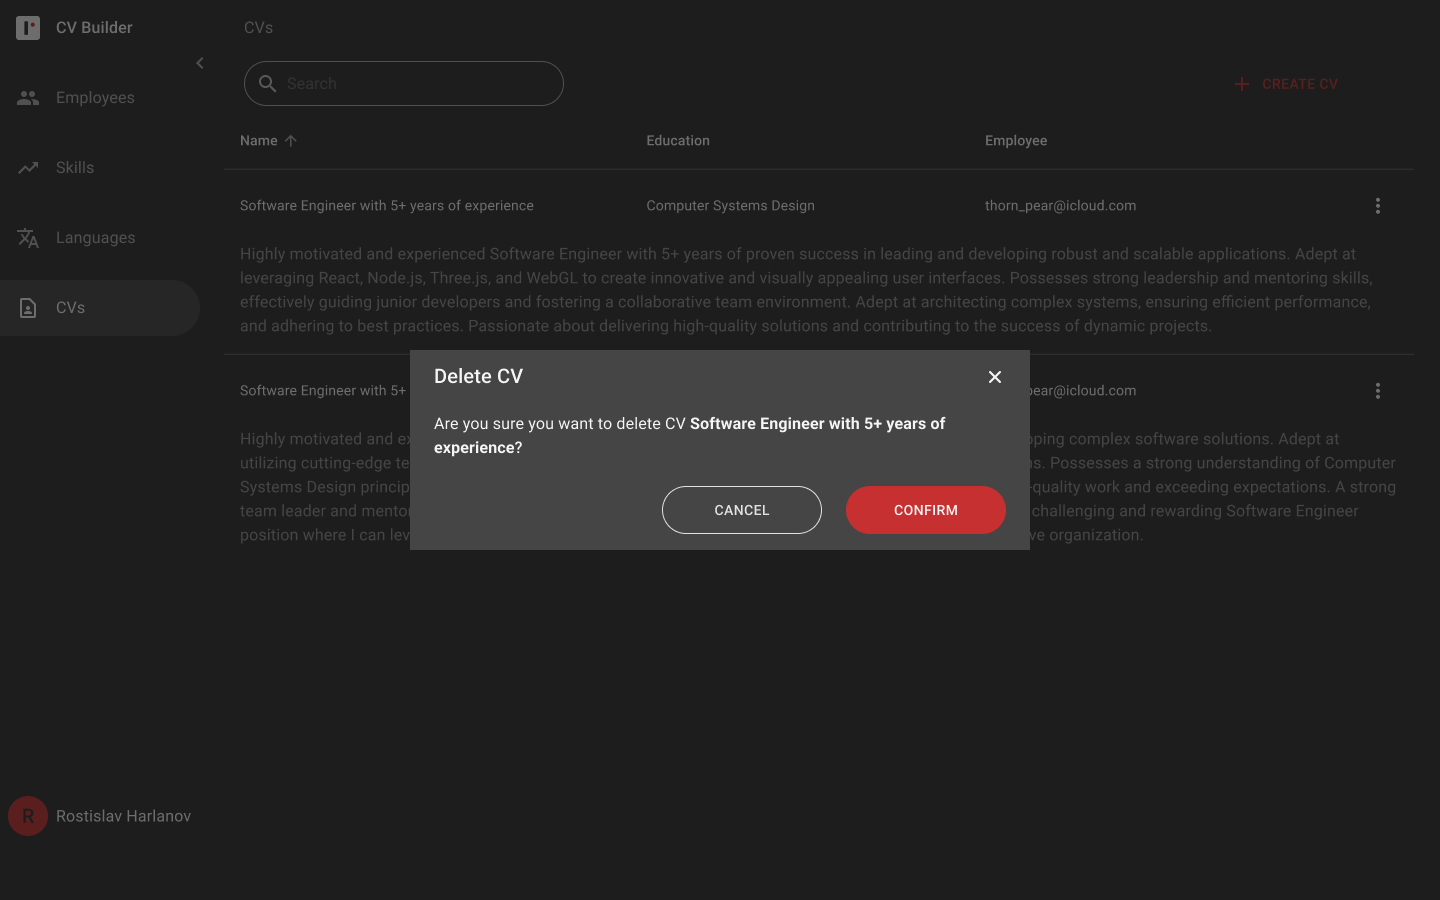 CV Builder
CVs
Search
CREATE CV
Employees
Skills
Languages
CVs
Name
Education
Employee
Software Engineer with 5+ years of experience
Computer Systems Design
thorn_pear@icloud.com
Highly motivated and experienced Software Engineer with 5+ years of proven success in leading and developing robust and scalable applications. Adept at
leveraging React, Node.js, Three.js, and WebGL to create innovative and visually appealing user interfaces. Possesses strong leadership and mentoring skills,
effectively guiding junior developers and fostering a collaborative team environment. Adept at architecting complex systems, ensuring efficient performance,
and adhering to best practices. Passionate about delivering high-quality solutions and contributing to the success of dynamic projects.
Software Engineer with 5+
pear@icloud.com
Highly motivated and
complex software solutions. Adept at
utilizing cutting-edge
Possesses a strong understanding of Computer
Systems Design
-quality work and exceeding expectations. A strong
team leader and
challenging and rewarding Software Engineer
position where I can
organization.
Delete CV
Are you sure you want to delete CV Software Engineer with 5+ years of
experience?
CANCEL
CONFIRM
R
Rostislav Harlanov